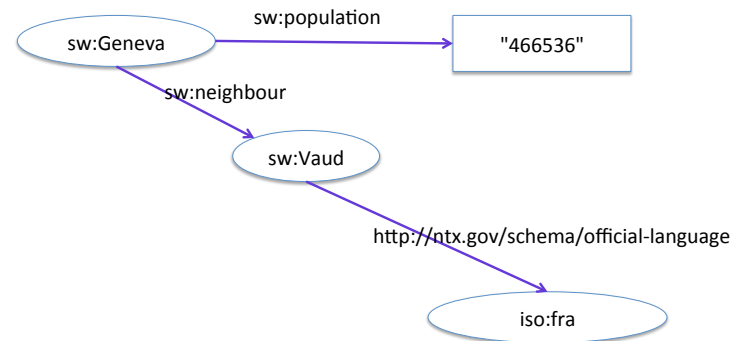 sw:population
sw:Geneva
"466536"
sw:neighbour
sw:Vaud
http://ntx.gov/schema/official-language
iso:fra